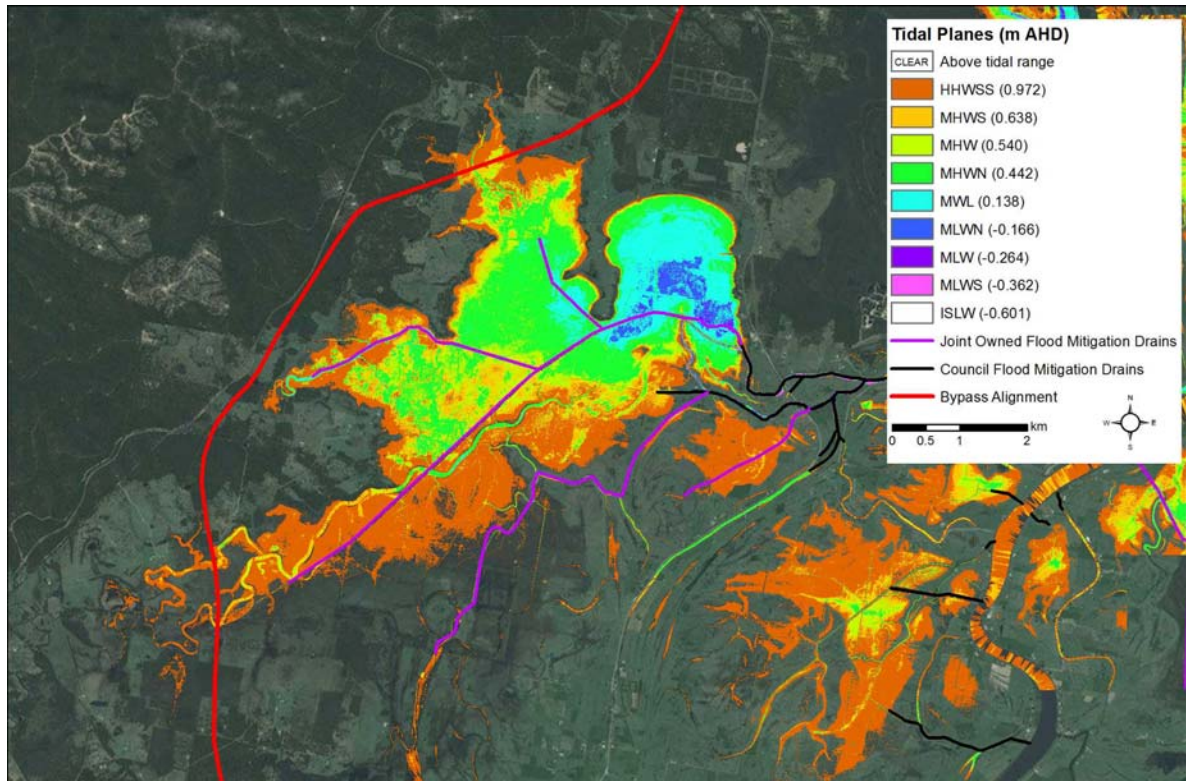 Tidal Planes (m AHD)
CLEAR Above tidal range
HHWSS (0.972)
MHWS (0.638)
MHW (0.540)
MHWN (0.442)
MWL (0.138)
MLWN (-0.166)
MLW (-0.264)
MLWS (-0.362)
ISLW (-0.601)
Joint Owned Flood Mitigation Drains
Council Flood Mitigation Drains
Bypass Alignment
N
W E
S
km
0 0.5 1 2